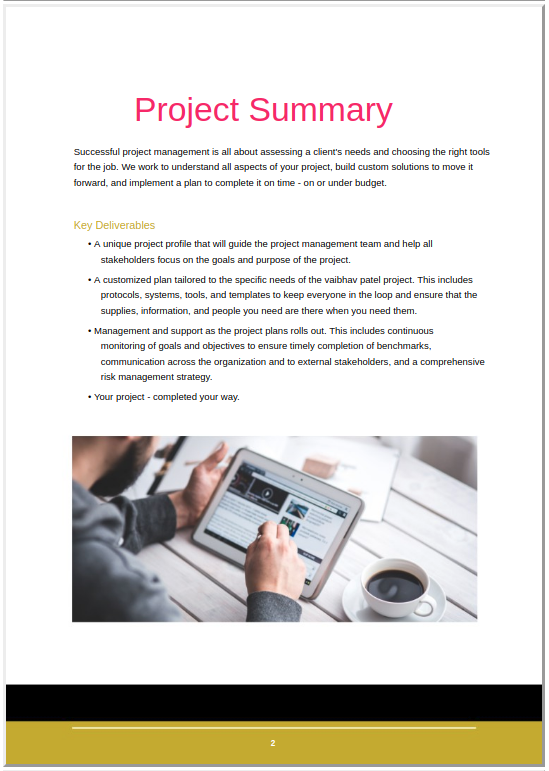 Project Summary
Successful project management is all about assessing a client's needs and choosing the right tools
for the job. We work to understand all aspects of your project, build custom solutions to move it
forward, and implement a plan to complete it on time - on or under budget.
Key Deliverables
• A unique project profile that will guide the project management team and help all
stakeholders focus on the goals and purpose of the project.
• A customized plan tailored to the specific needs of the vaibhav patel project. This includes
protocols, systems, tools, and templates to keep everyone in the loop and ensure that the
supplies, information, and people you need are there when you need them.
• Management and support as the project plans rolls out. This includes continuous
monitoring of goals and objectives to ensure timely completion of benchmarks,
communication across the organization and to external stakeholders, and a comprehensive
risk management strategy.
• Your project - completed your way.
2